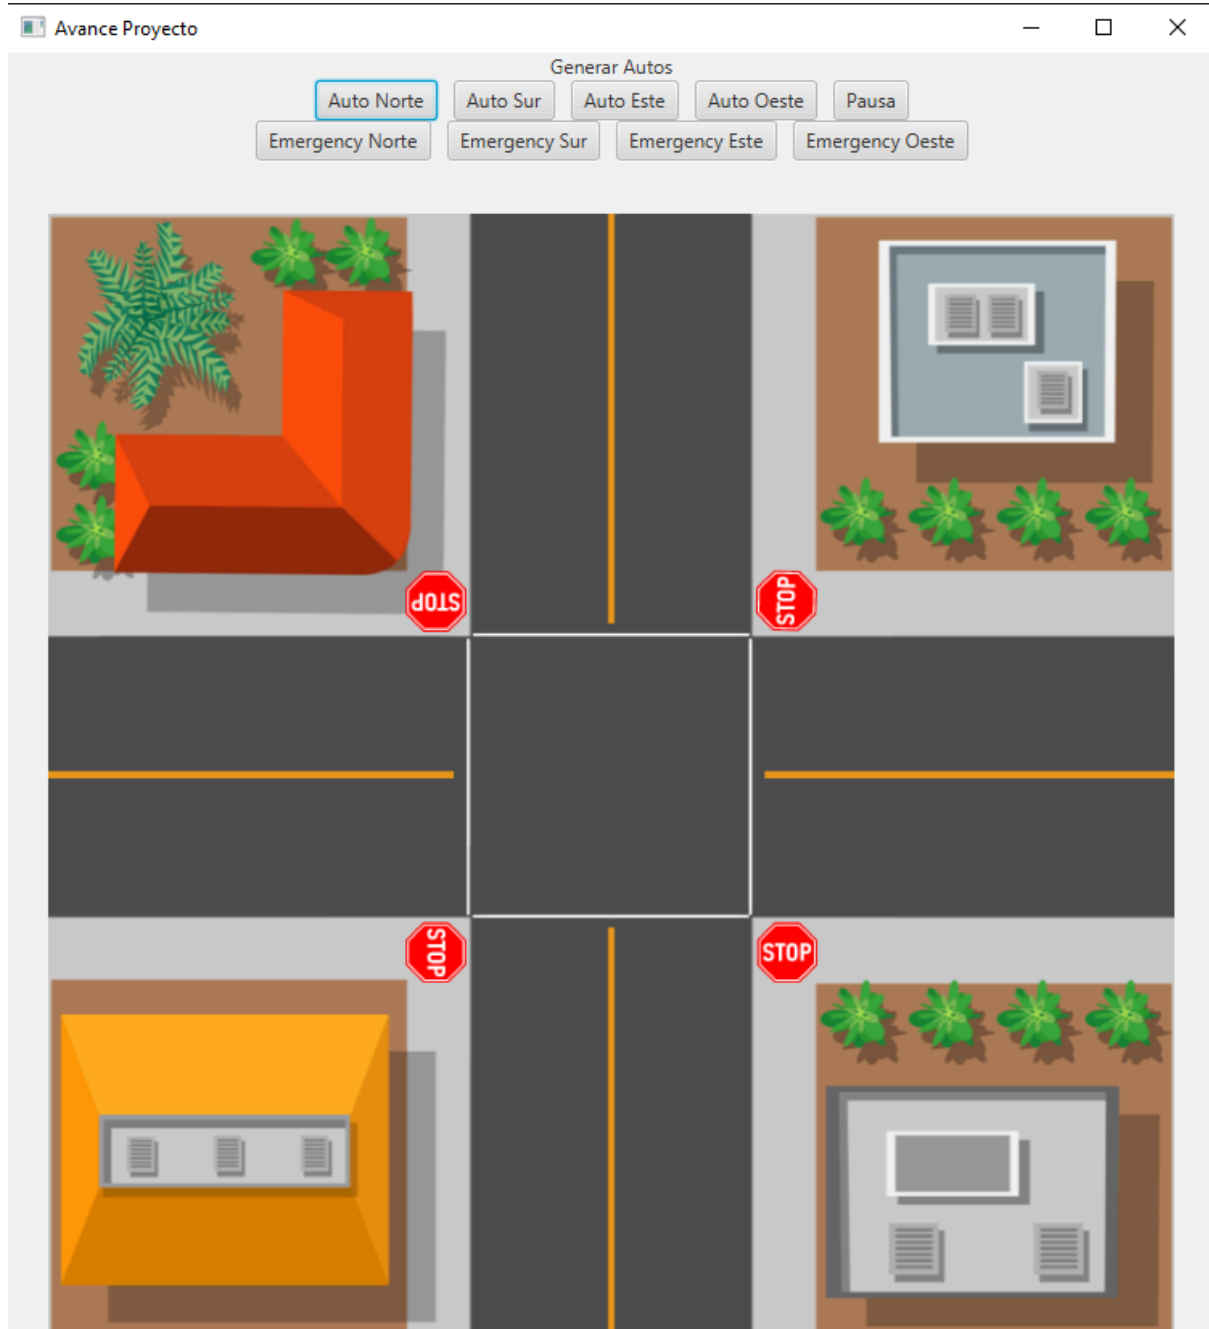 Avance Proyecto
Generar Autos
Auto Norte Auto Sur Auto Este Auto Oeste Pausa
Emergency Norte Emergency Sur Emergency Este Emergency Oeste
STOP
STOP
STOP
STOP